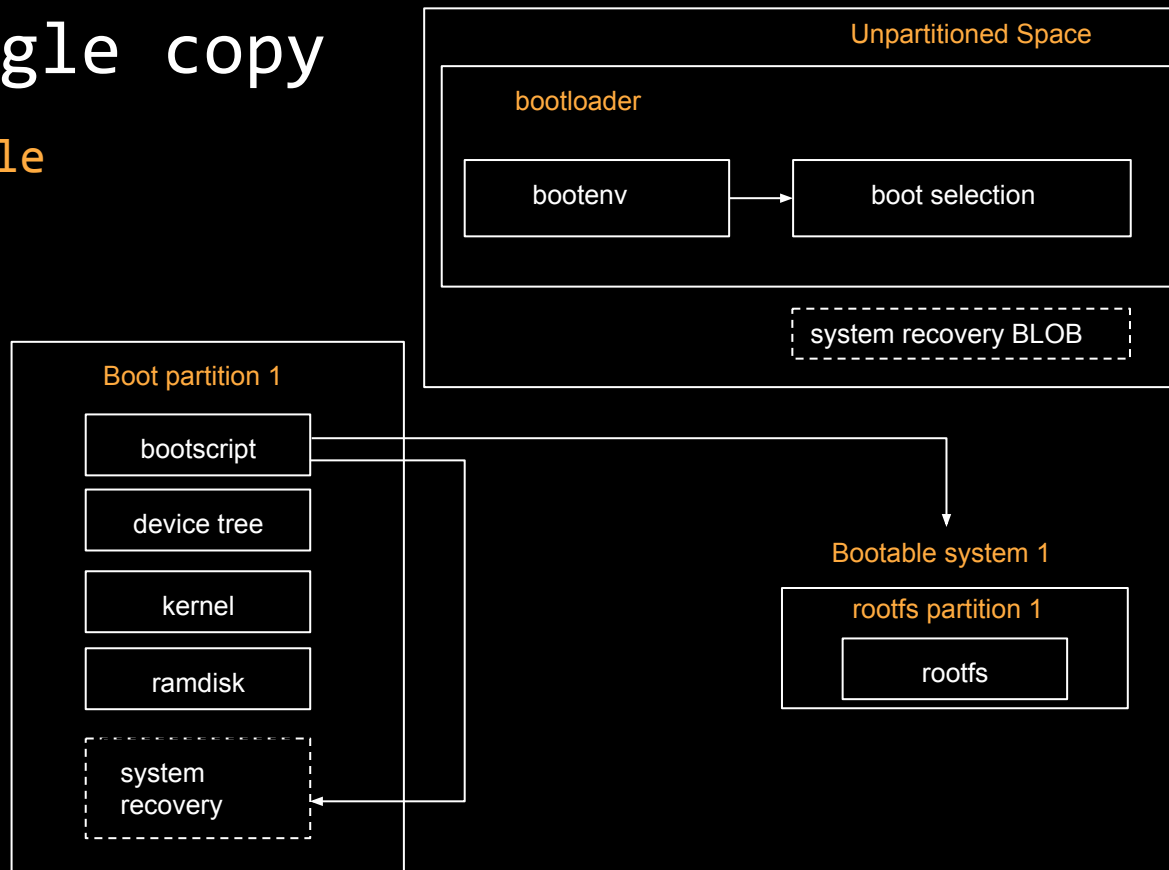 gle copy
le
Unpartitioned Space
bootloader
bootenv
boot selection
system recovery BLOB
Boot partition 1
bootscript
device tree
kernel
ramdisk
system
recovery
Bootable system 1
rootfs partition 1
rootfs